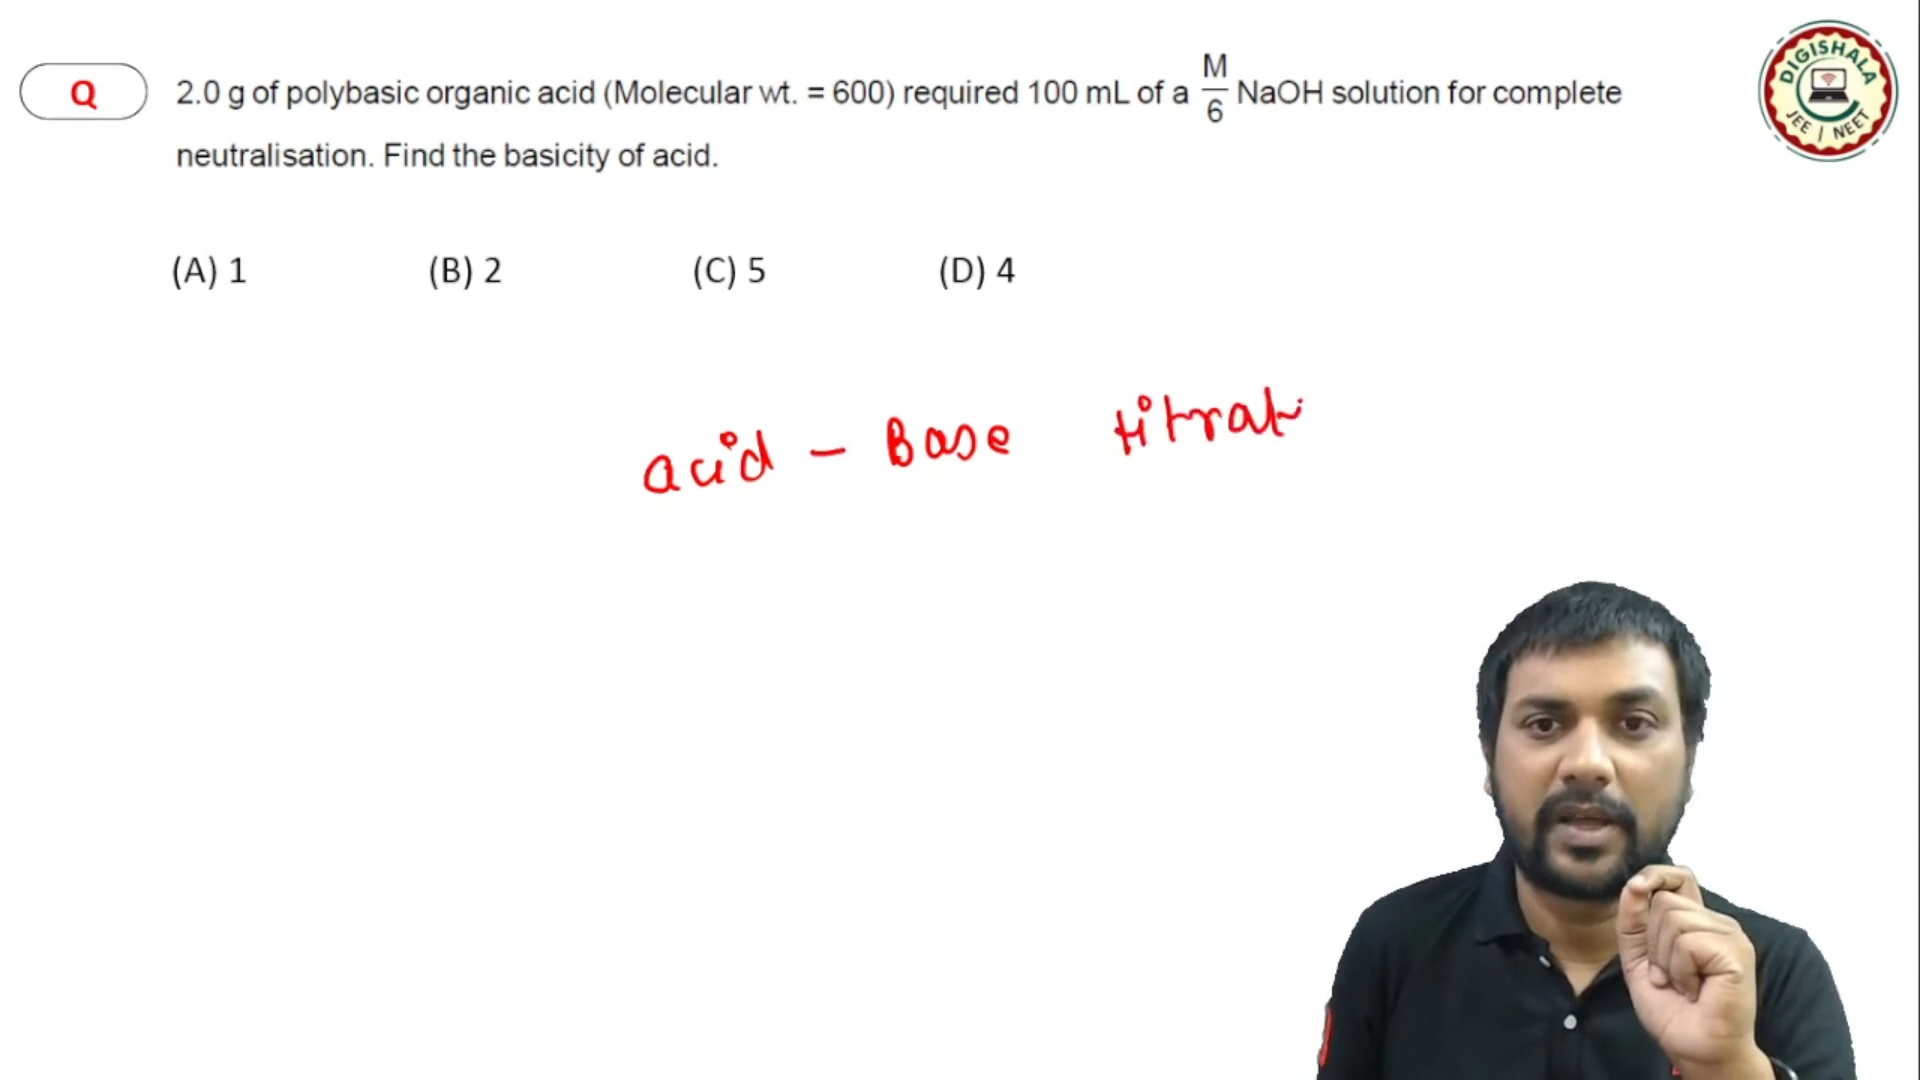 Q
2.0 g of polybasic organic acid (Molecular wt. = 600) required 100 mL of a M/6 NaOH solution for complete
neutralisation. Find the basicity of acid.
DIGISHALA
JEE | NEET
(A) 1 (B) 2 (C) 5 (D) 4
acid - Base titrat